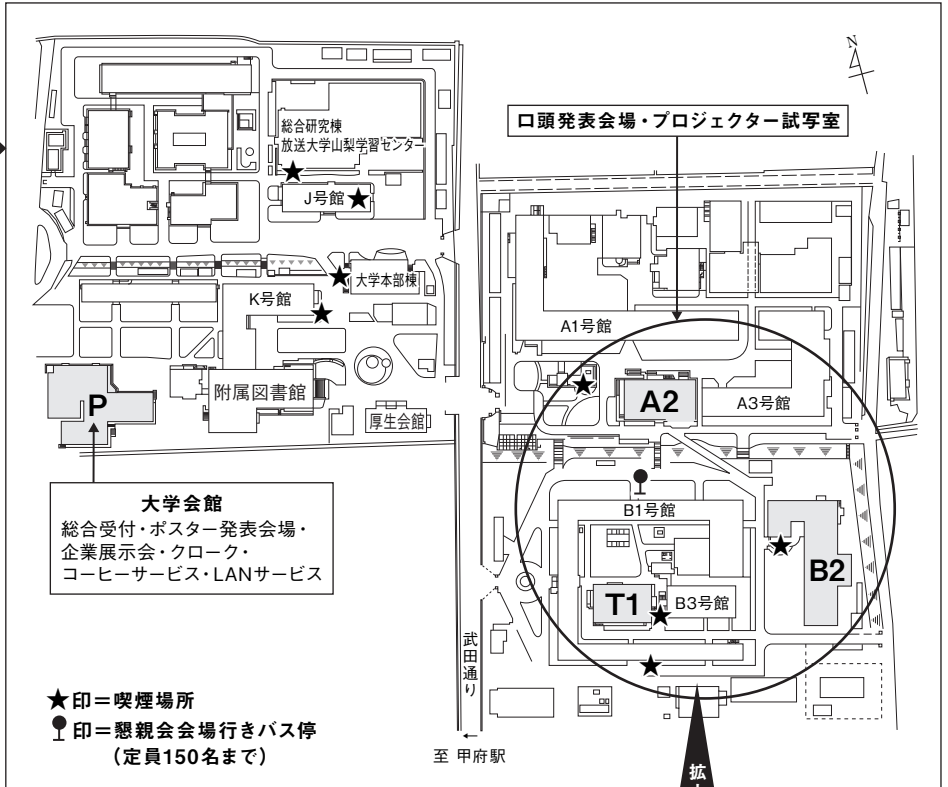 N
口頭発表会場・プロジェクター試写室
総合研究棟
放送大学山梨学習センター
J号館
大学本部棟
K号館
A1号館
附属図書館
A2
A3号館
P
厚生会館
大学会館
総合受付・ポスター発表会場・
企業展示会・クローク・
コーヒーサービス・LANサービス
B1号館
B2
T1
B3号館
武田通り
★印=喫煙場所
印=懇親会会場行きバス停
(定員150名まで)
至 甲府駅
拡